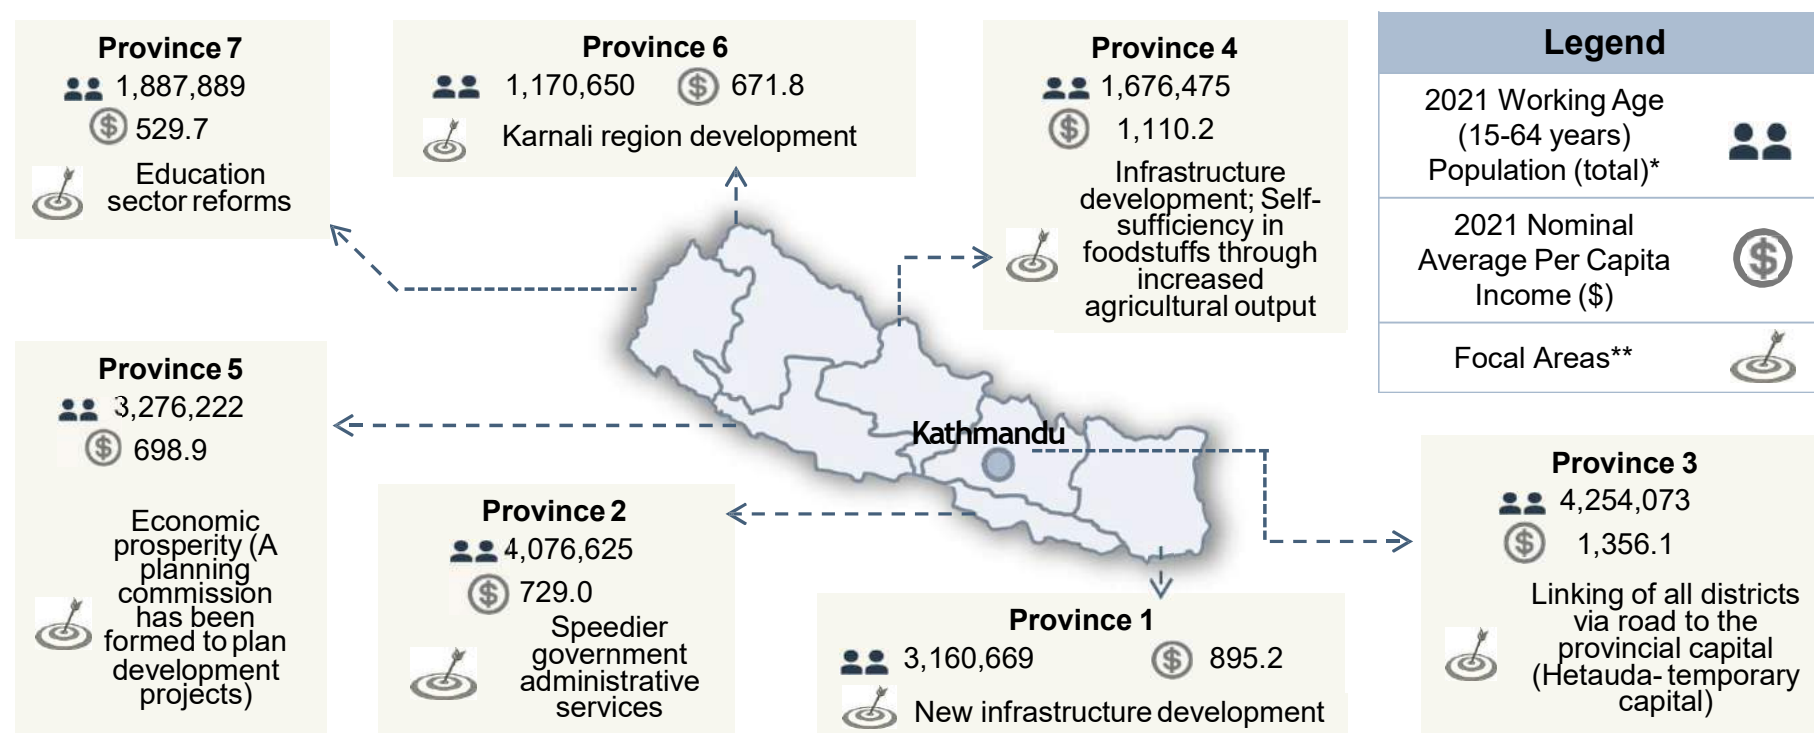 Province 7
1,887,889
529.7
Education
sector reforms
Province 6
1,170,650
671.8
Karnali region development
Province 4
1,676,475
1,110.2
Infrastructure
development; Self-
sufficiency in
foodstuffs through
increased
agricultural output
Legend
2021 Working Age
(15-64 years)
Population (total)*
2021 Nominal
Average Per Capita
Income ($)
Focal Areas**
Province 5
3,276,222
698.9
Economic
prosperity (A
planning
commission
has been
formed to plan
development
projects)
Kathmandu
Province 2
4,076,625
729.0
Speedier
government
administrative
services
Province 1
3,160,669
895.2
New infrastructure development
Province 3
4,254,073
1,356.1
Linking of all districts
via road to the
provincial capital
(Hetauda- temporary
capital)